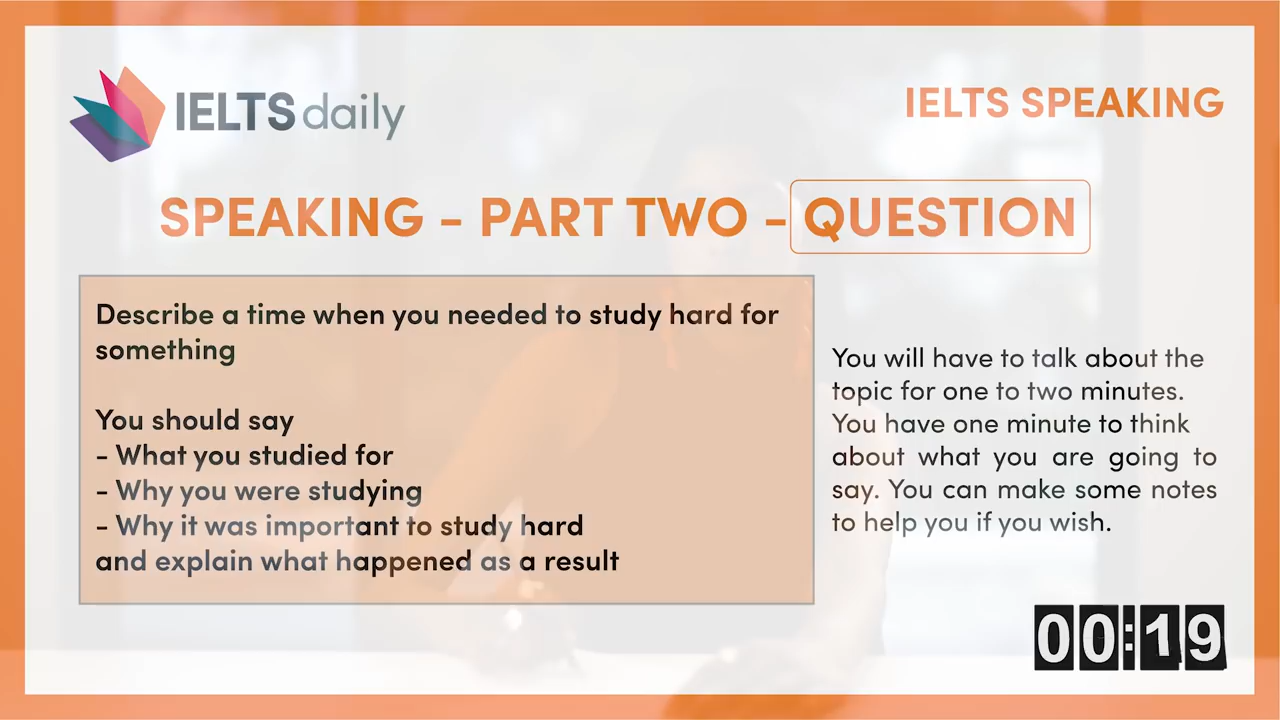 IELTS daily
IELTS SPEAKING
SPEAKING - PART TWO - QUESTION
Describe a time when you needed to study hard for
something
You should say
- What you studied for
- Why you were studying
- Why it was important to study hard
and explain what happened as a result
You will have to talk about the
topic for one to two minutes.
You have one minute to think
about what you are going to
say. You can make some notes
to help you if you wish.
00:19